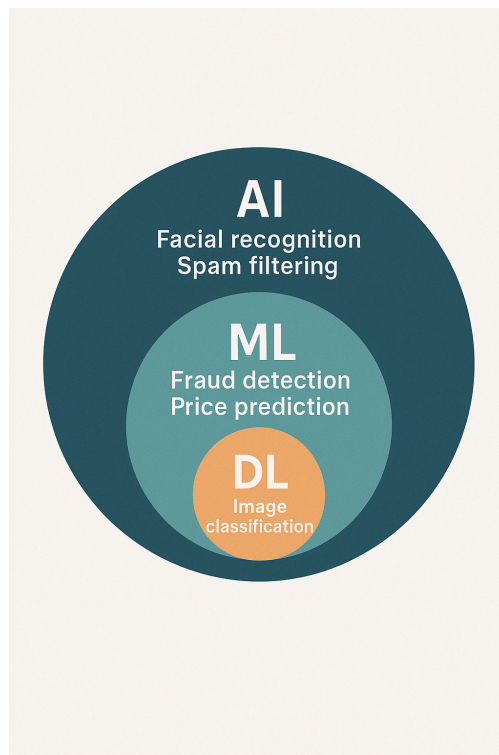 AI
Facial recognition
Spam filtering
ML
Fraud detection
Price prediction
DL
Image
classification